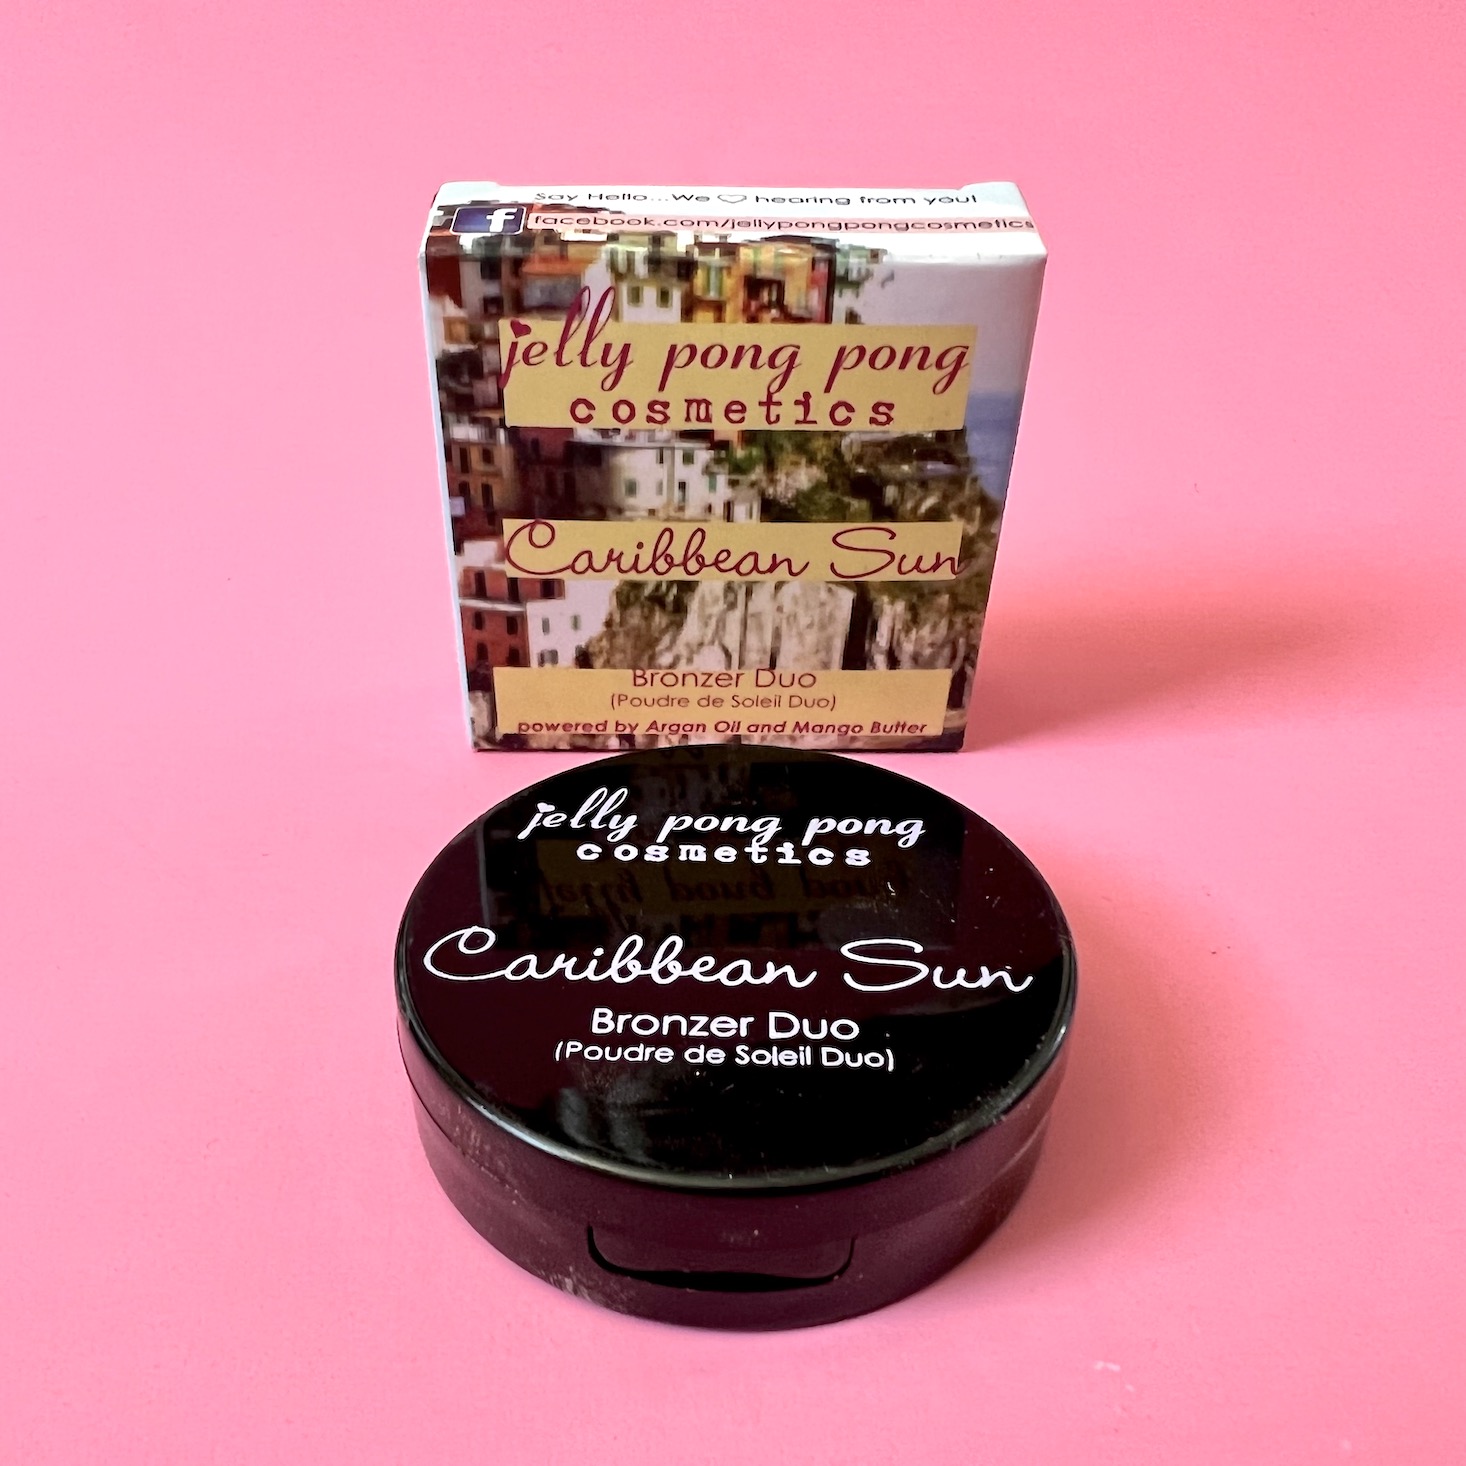 Say Hello...We ♡ hearing from you!
f facebook.com/jellypongpongcosmetics
jelly pong pong
cosmetics
Caribbean Sun
Bronzer Duo
(Poudre de Soleil Duo)
powered by Argan Oil and Mango Butter
jelly pong pong
cosmetics
Caribbean Sun
Bronzer Duo
(Poudre de Soleil Duo)